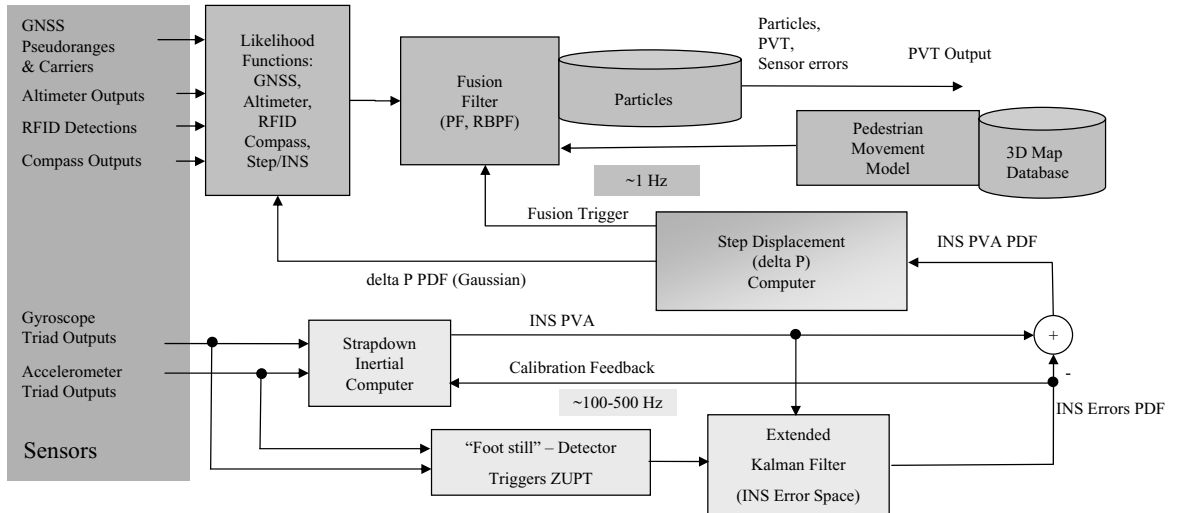 GNSS
Pseudoranges
& Carriers
Altimeter Outputs
RFID Detections
Compass Outputs
Likelihood
Functions:
GNSS,
Altimeter,
RFID
Compass,
Step/INS
Fusion
Filter
(PF, RBPF)
Particles
Particles,
PVT,
Sensor errors
PVT Output
Pedestrian
Movement
Model
3D Map
Database
~1 Hz
Fusion Trigger
Step Displacement
(delta P)
Computer
INS PVA PDF
delta P PDF (Gaussian)
Gyroscope
Triad Outputs
Accelerometer
Triad Outputs
Strapdown
Inertial
Computer
INS PVA
+
-
Calibration Feedback
~100-500 Hz
INS Errors PDF
“Foot still” – Detector
Triggers ZUPT
Extended
Kalman Filter
(INS Error Space)
Sensors